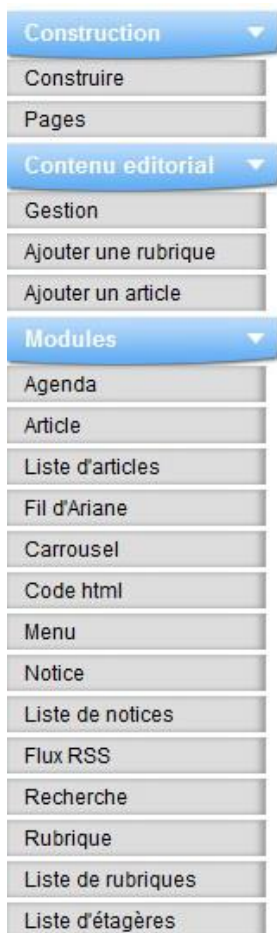 Construction
Construire
Pages
Contenu editorial
Gestion
Ajouter une rubrique
Ajouter un article
Modules
Agenda
Article
Liste d'articles
Fil d'Ariane
Carrousel
Code html
Menu
Notice
Liste de notices
Flux RSS
Recherche
Rubrique
Liste de rubriques
Liste d'étagères